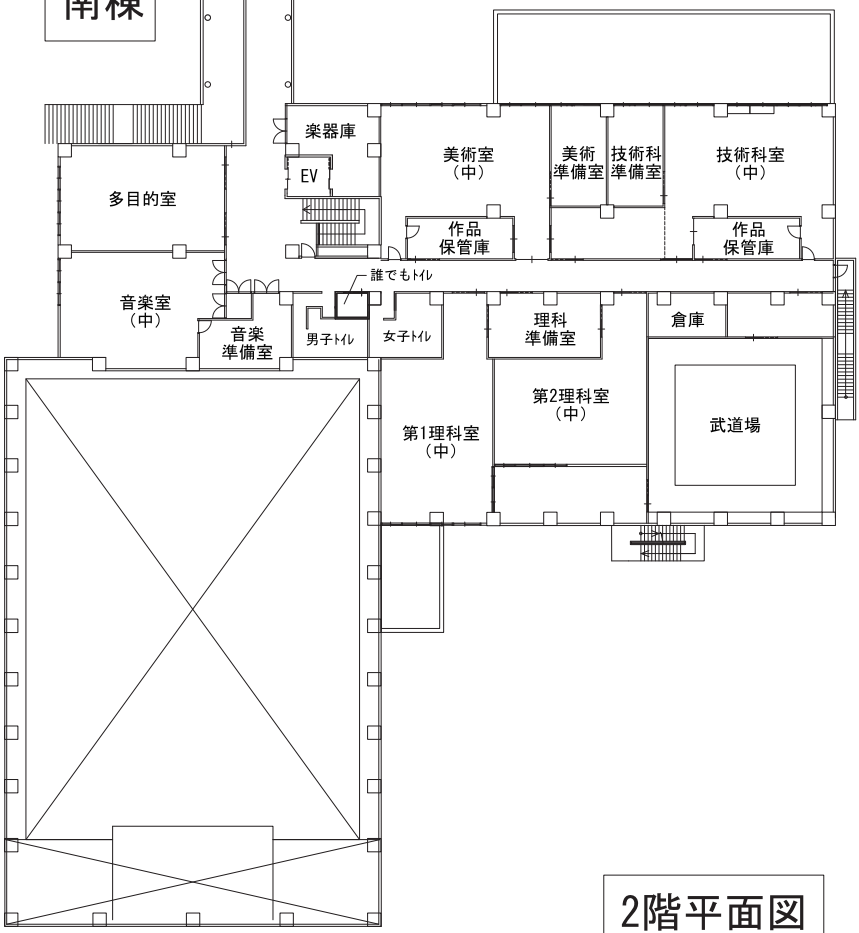 南棟
楽器庫
EV
多目的室
美術室
（中）
美術
準備室
技術科
準備室
技術科室
（中）
作品
保管庫
作品
保管庫
誰でもﾄｲﾚ
音楽室
（中）
音楽
準備室
男子ﾄｲﾚ
女子ﾄｲﾚ
理科
準備室
倉庫
第1理科室
（中）
第2理科室
（中）
武道場
2階平面図